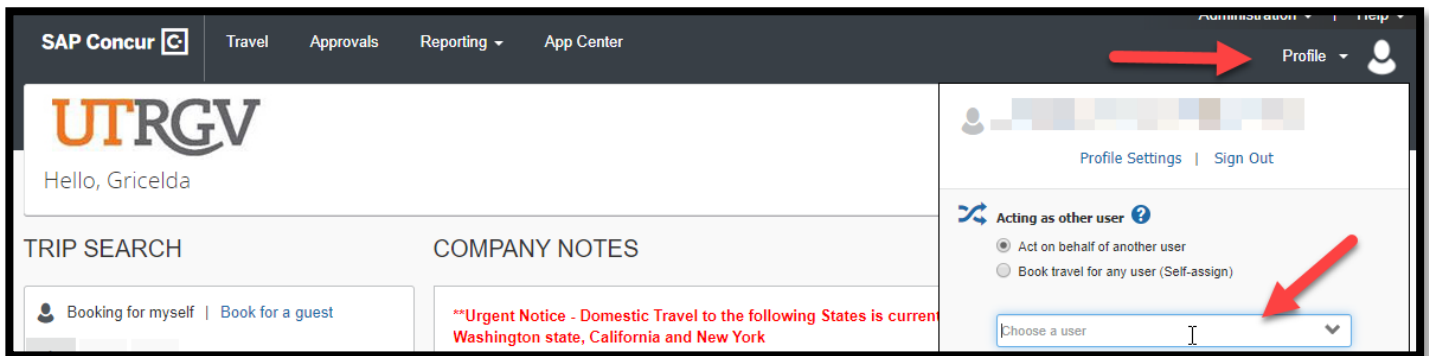 Administration | Help
SAP Concur C Travel Approvals Reporting App Center Profile
UTRGV
Hello, Gricelda
Profile Settings | Sign Out
Acting as other user ?
Act on behalf of another user
Book travel for any user (Self-assign)
Choose a user
TRIP SEARCH
Booking for myself | Book for a guest
COMPANY NOTES
**Urgent Notice - Domestic Travel to the following States is current
Washington state, California and New York